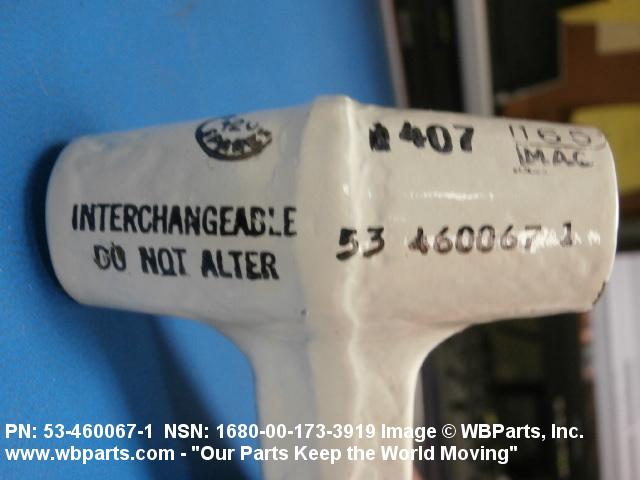 407
165
MAC
INTERCHANGEABLE
DO NOT ALTER
53 460067-1
PN: 53-460067-1 NSN: 1680-00-173-3919 Image © WBParts, Inc.
www.wbparts.com - "Our Parts Keep the World Moving"